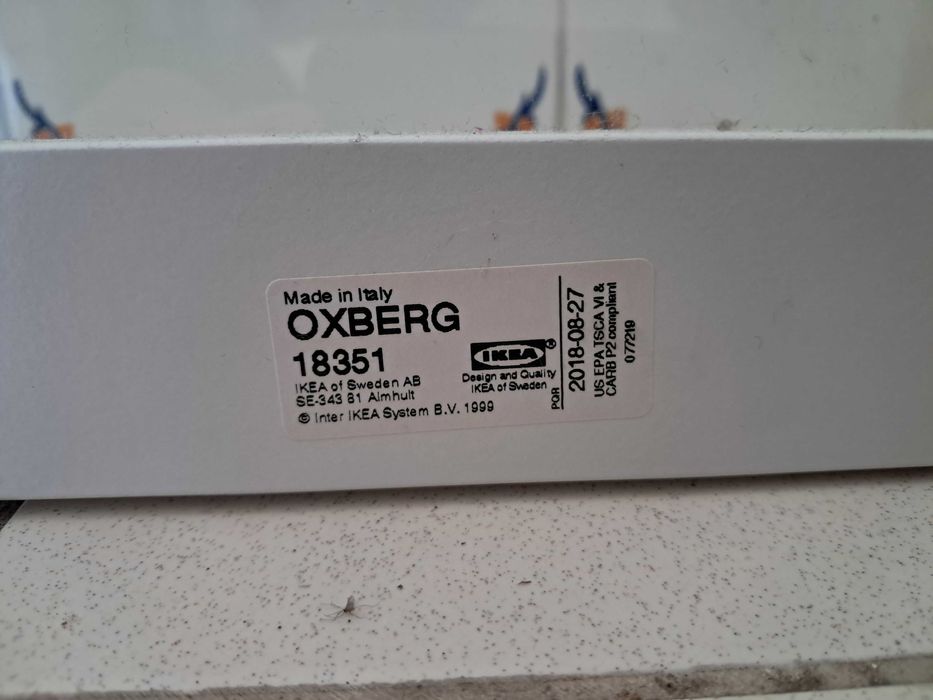 Made in Italy
OXBERG
18351
IKEA of Sweden AB
SE-343 81 Älmhult
© Inter IKEA System B.V. 1999
IKEA®
Design and Quality
IKEA of Sweden
PQR
2018-08-27
US EPA TSCA VI &
CARB P2 compliant
077219